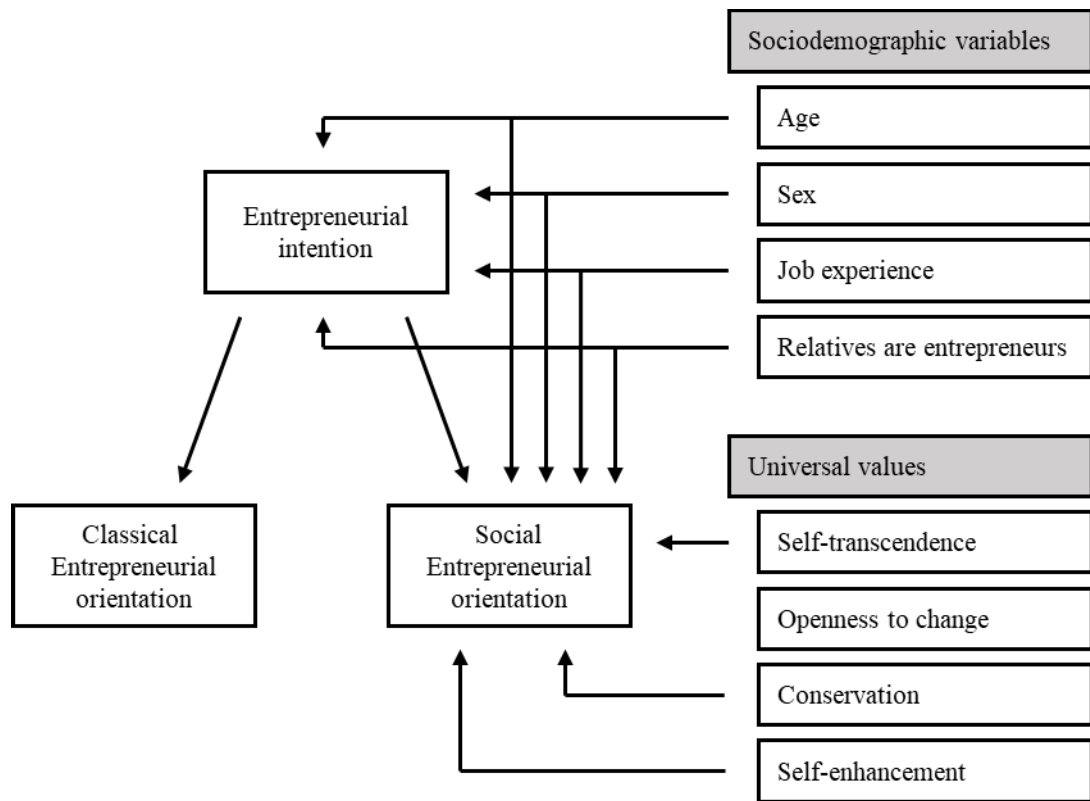 Sociodemographic variables
Age
Entrepreneurial
intention
Sex
Job experience
Relatives are entrepreneurs
Universal values
Classical
Entrepreneurial
orientation
Social
Entrepreneurial
orientation
Self-transcendence
Openness to change
Conservation
Self-enhancement